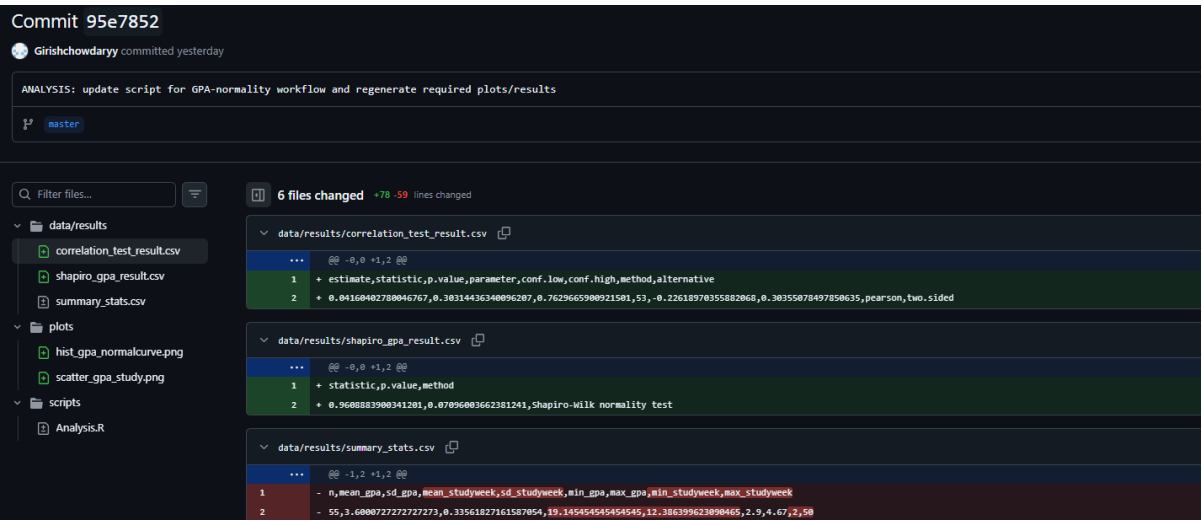 Commit 95e7852
Girishchowdaryy committed yesterday
ANALYSIS: update script for GPA-normality workflow and regenerate required plots/results
master
Filter files...
6 files changed +78 -59 lines changed
data/results
correlation_test_result.csv
shapiro_gpa_result.csv
summary_stats.csv
plots
hist_gpa_normalcurve.png
scatter_gpa_study.png
scripts
Analysis.R
data/results/correlation_test_result.csv
@@ -0,0 +1,2 @@
1 + estimate,statistic,p.value,parameter,conf.low,conf.high,method,alternative
2 + 0.04160402780046767,0.30314436340096207,0.7629665900921501,53,-0.22618970355882068,0.30355078497850635,pearson,two.sided
data/results/shapiro_gpa_result.csv
@@ -0,0 +1,2 @@
1 + statistic,p.value,method
2 + 0.9608883900341201,0.07096003662381241,Shapiro-Wilk normality test
data/results/summary_stats.csv
@@ -1,2 +1,2 @@
1 - n,mean_gpa,sd_gpa,mean_studyweek,sd_studyweek,min_gpa,max_gpa,min_studyweek,max_studyweek
2 - 55,3.6000727272727273,0.33561827161587054,19.145454545454545,12.386399623090465,2.9,4.67,2,50